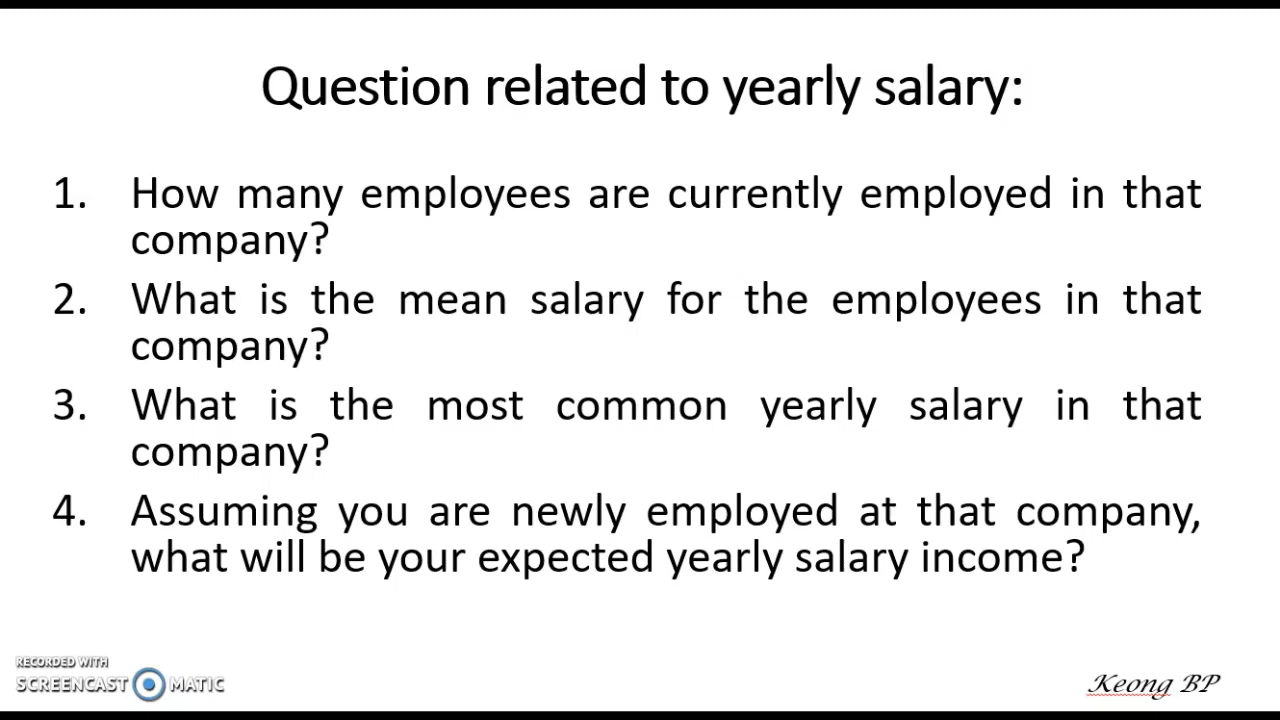 Question related to yearly salary:
1. How many employees are currently employed in that
company?
2. What is the mean salary for the employees in that
company?
3. What is the most common yearly salary in that
company?
4. Assuming you are newly employed at that company,
what will be your expected yearly salary income?
RECORDED WITH
SCREENCAST MATIC
Keong BP